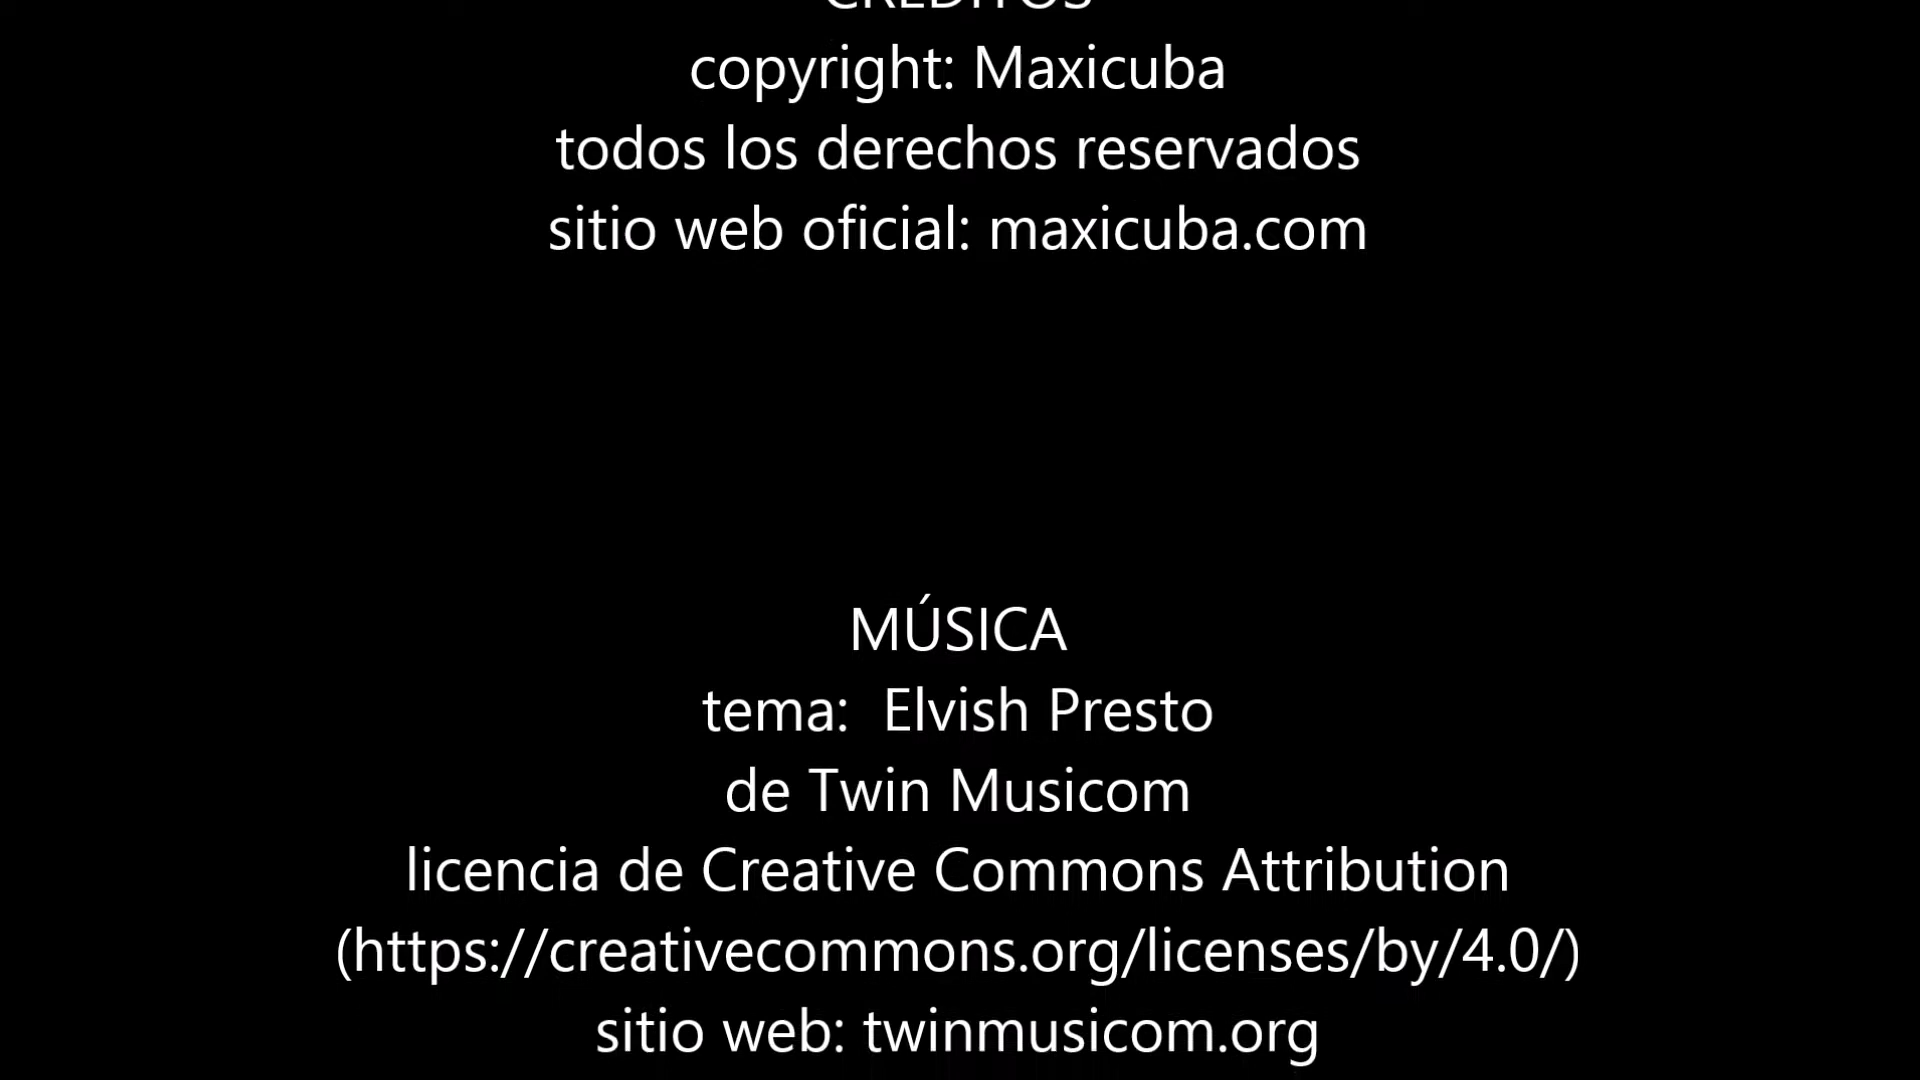 CRÉDITOS
copyright: Maxicuba
todos los derechos reservados
sitio web oficial: maxicuba.com
MÚSICA
tema:  Elvish Presto
de Twin Musicom
licencia de Creative Commons Attribution
(https://creativecommons.org/licenses/by/4.0/)
sitio web: twinmusicom.org